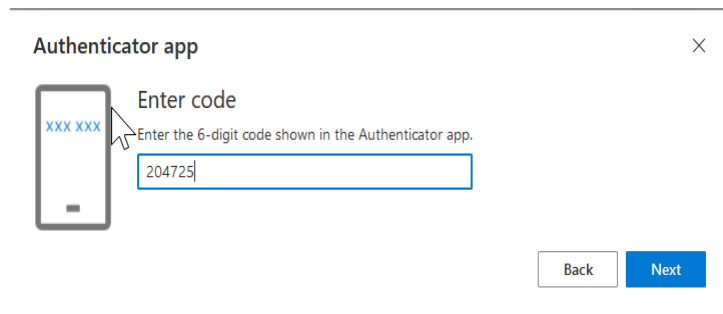 Authenticator app
Enter code
XXX XXX
Enter the 6-digit code shown in the Authenticator app.
204725
Back
Next